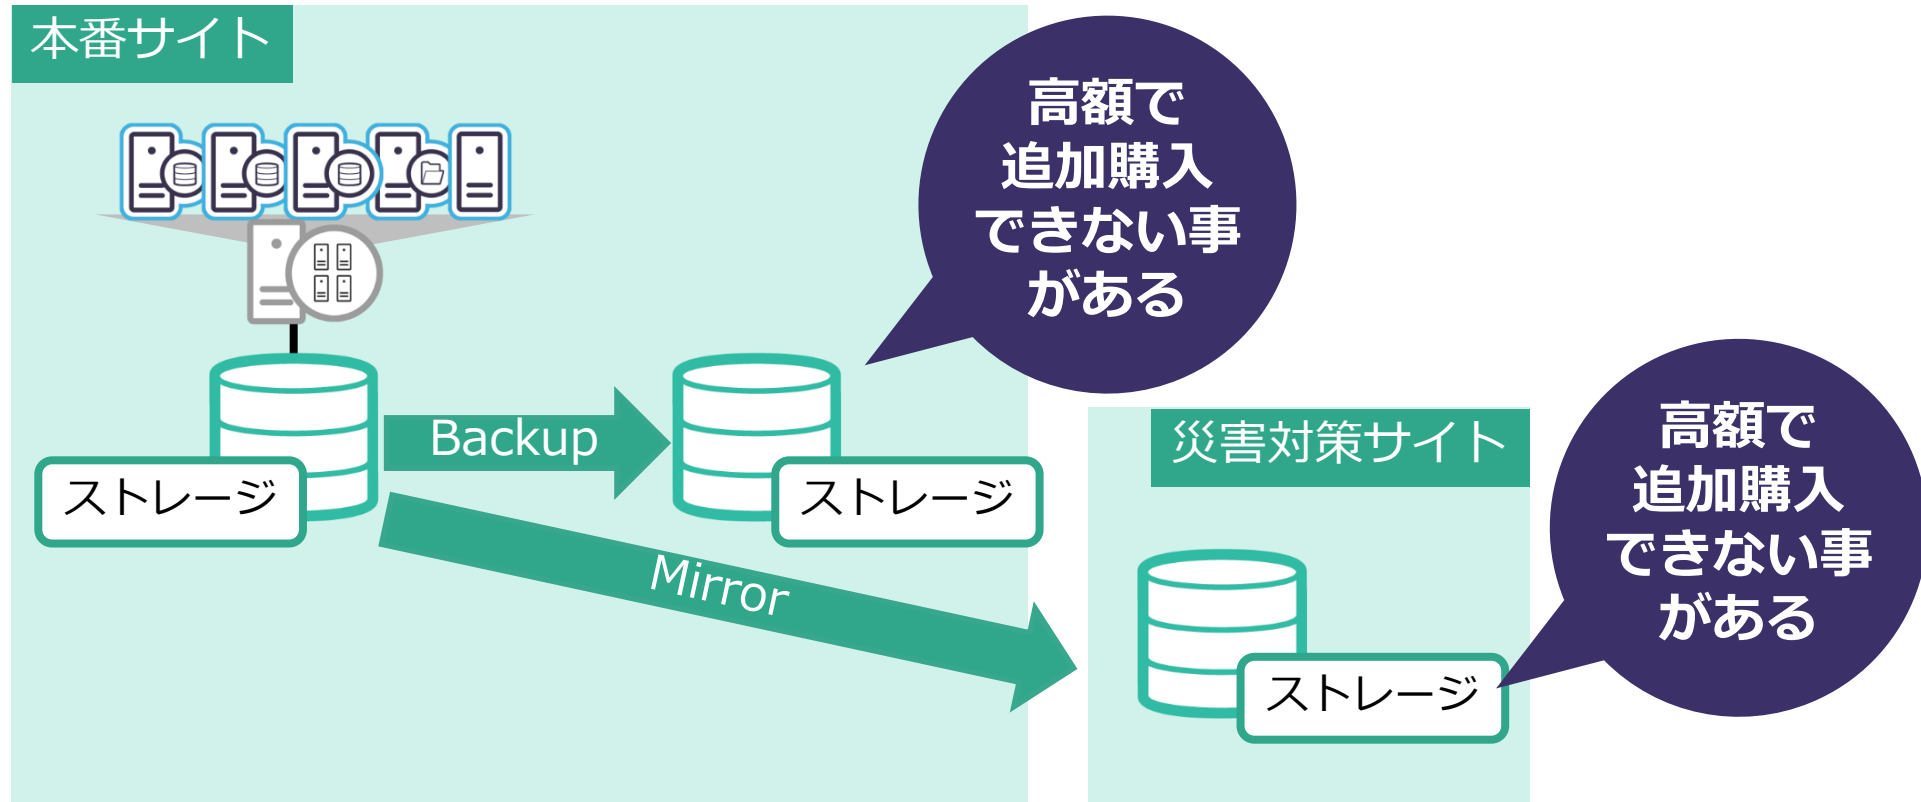 本番サイト
高額で
追加購入
できない事
がある
Backup
ストレージ
ストレージ
Mirror
災害対策サイト
高額で
追加購入
できない事
がある
ストレージ